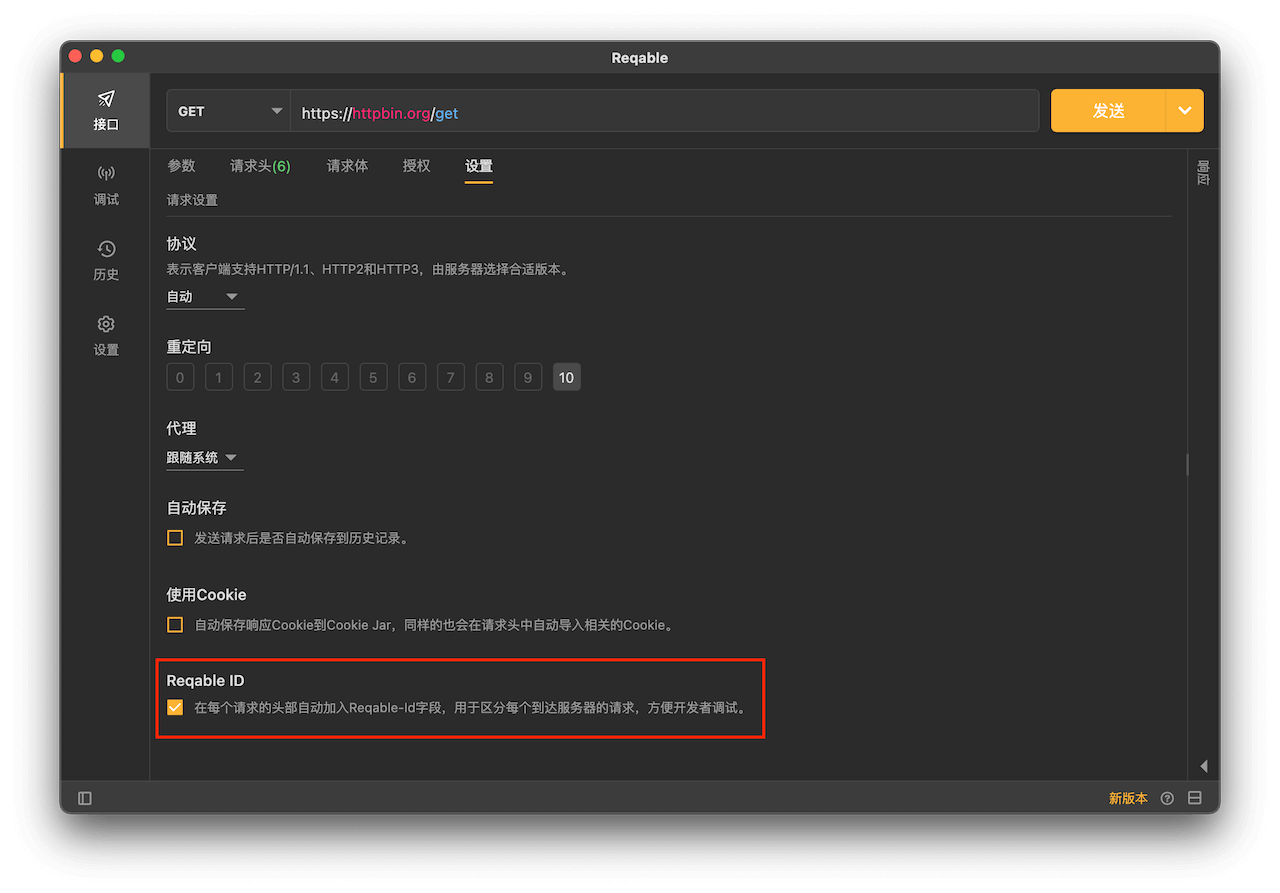 Reqable
接口
GET
https://httpbin.org/get
发送
参数
请求头(6)
请求体
授权
设置
响应
调试
历史
设置
请求设置
协议
表示客户端支持HTTP/1.1、HTTP2和HTTP3，由服务器选择合适版本。
自动
重定向
0 1 2 3 4 5 6 7 8 9 10
代理
跟随系统
自动保存
发送请求后是否自动保存到历史记录。
使用Cookie
自动保存响应Cookie到Cookie Jar，同样的也会在请求头中自动导入相关的Cookie。
Reqable ID
在每个请求的头部自动加入Reqable-Id字段，用于区分每个到达服务器的请求，方便开发者调试。
新版本